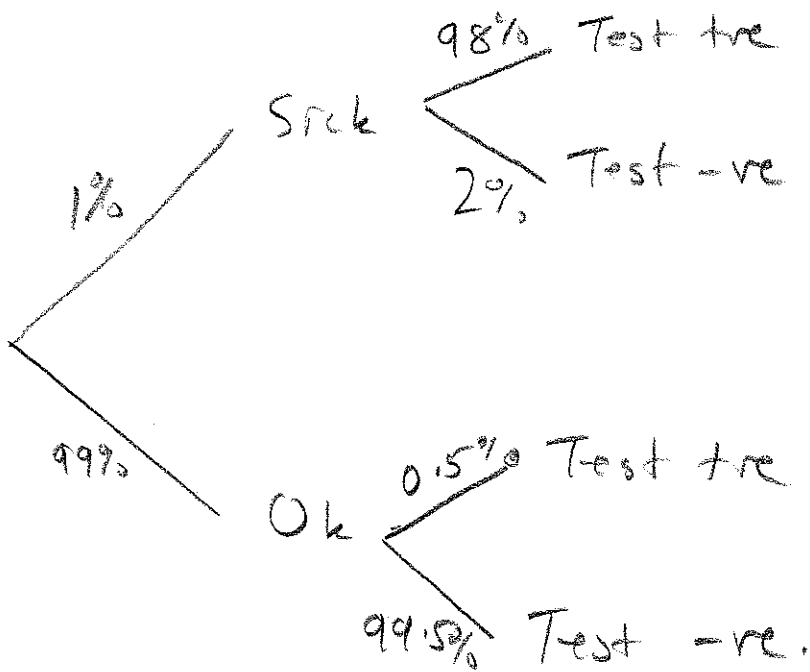 98% Test +ve
Sick
1%
2% Test -ve
99%
0.5% Test +ve
Ok
99.5% Test -ve.